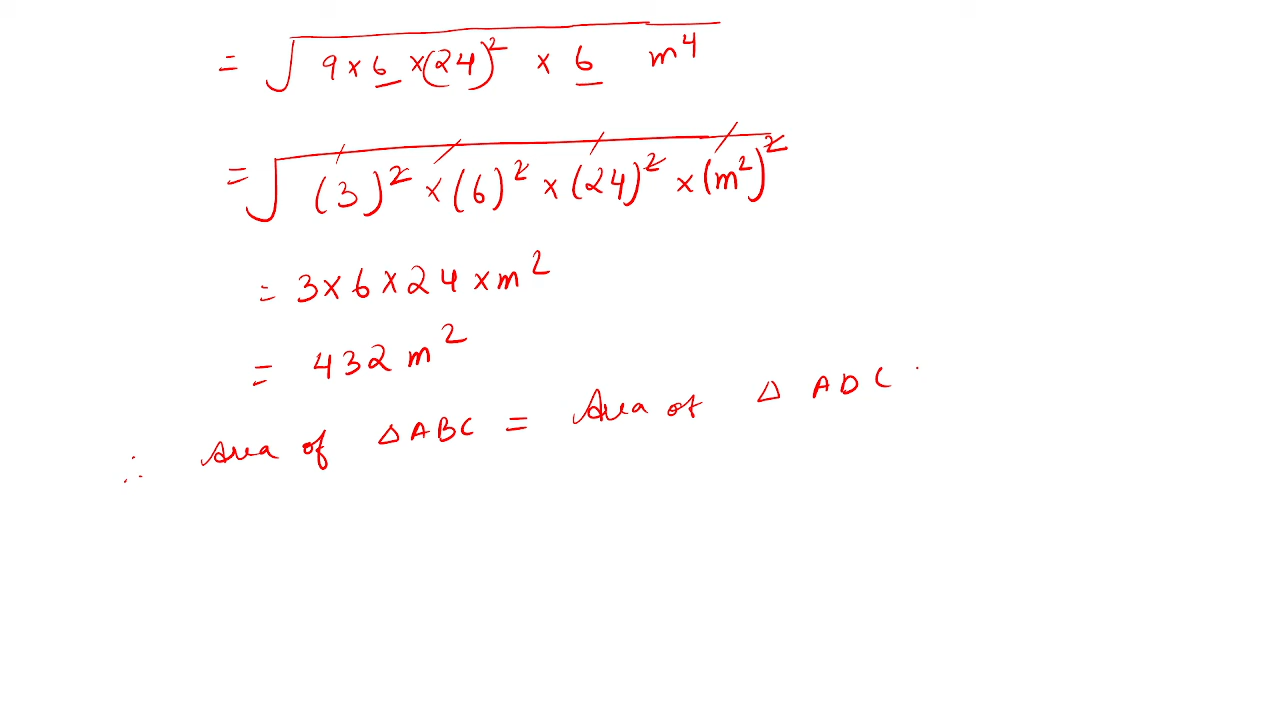 = √(9 × 6 × (24)² × 6 m⁴)
= √((3)² × (6)² × (24)² × (m²)²)
= 3 × 6 × 24 × m²
= 432 m²
∴ Area of △ABC = Area of △ ADC